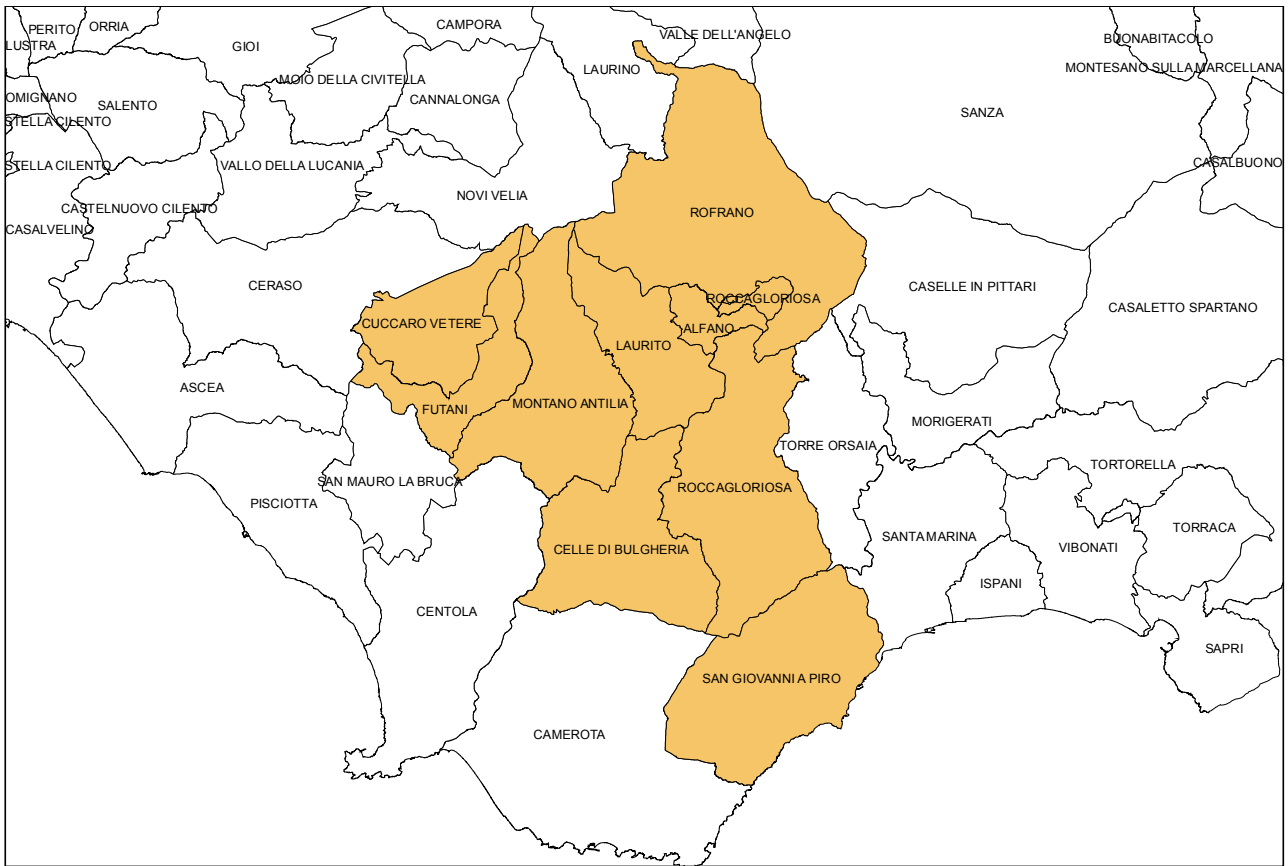 PERITO
ORRIA
CAMPORA
VALLE DELL'ANGELO
BUONABITACOLO
LUSTRA
GIOI
LAURINO
MONTESANO SULLA MARCELLANA
MOIO DELLA CIVITELLA
OMIGNANO
SALENTO
CANNALONGA
SANZA
STELLA CILENTO
STELLA CILENTO
VALLO DELLA LUCANIA
CASALBUONO
NOVI VELIA
CASTELNUOVO CILENTO
ROFRANO
CASALVELINO
CERASO
CASELLE IN PITTARI
ROCCAGLORIOSA
CASALETTO SPARTANO
CUCCARO VETERE
ALFANO
LAURITO
ASCEA
MONTANO ANTILIA
FUTANI
MORIGERATI
TORRE ORSAIA
TORTORELLA
SAN MAURO LA BRUCA
ROCCAGLORIOSA
PISCIOTTA
TORRACA
SANTA MARINA
VIBONATI
CELLE DI BULGHERIA
ISPANI
CENTOLA
SAPRI
SAN GIOVANNI A PIRO
CAMEROTA